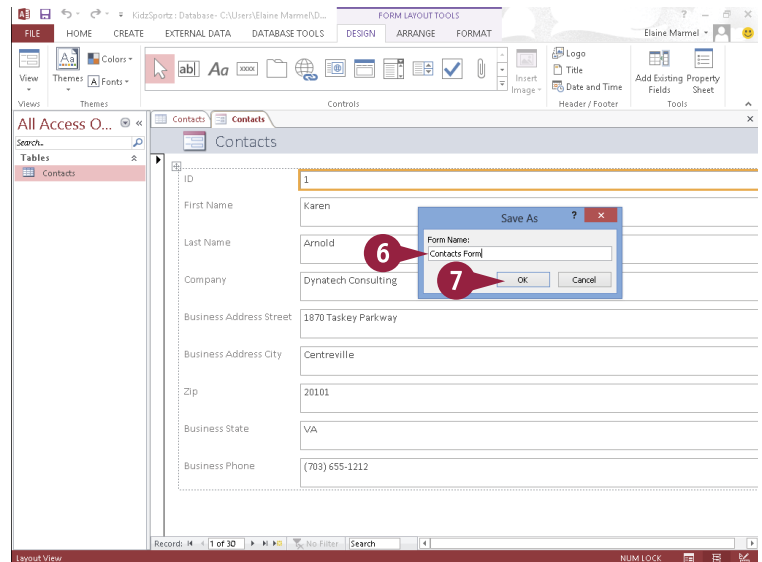 KidzSportz : Database- C:\Users\Elaine Marmel\D... FORM LAYOUT TOOLS ?
FILE HOME CREATE EXTERNAL DATA DATABASE TOOLS DESIGN ARRANGE FORMAT Elaine Marmel
View Themes Colors Fonts
ab Aa XXXX
Insert Image
Logo
Title
Date and Time
Add Existing Fields Property Sheet
Views Themes Controls Header / Footer Tools
All Access O... «
Search..
Tables
Contacts
Contacts Contacts
Contacts
ID 1
First Name Karen
Last Name Arnold
Company Dynatech Consulting
Business Address Street 1870 Taskey Parkway
Business Address City Centreville
Zip 20101
Business State VA
Business Phone (703) 655-1212
Save As ?
Form Name:
6 Contacts Form
7 OK Cancel
Record: 1 of 30 No Filter Search
Layout View NUM LOCK